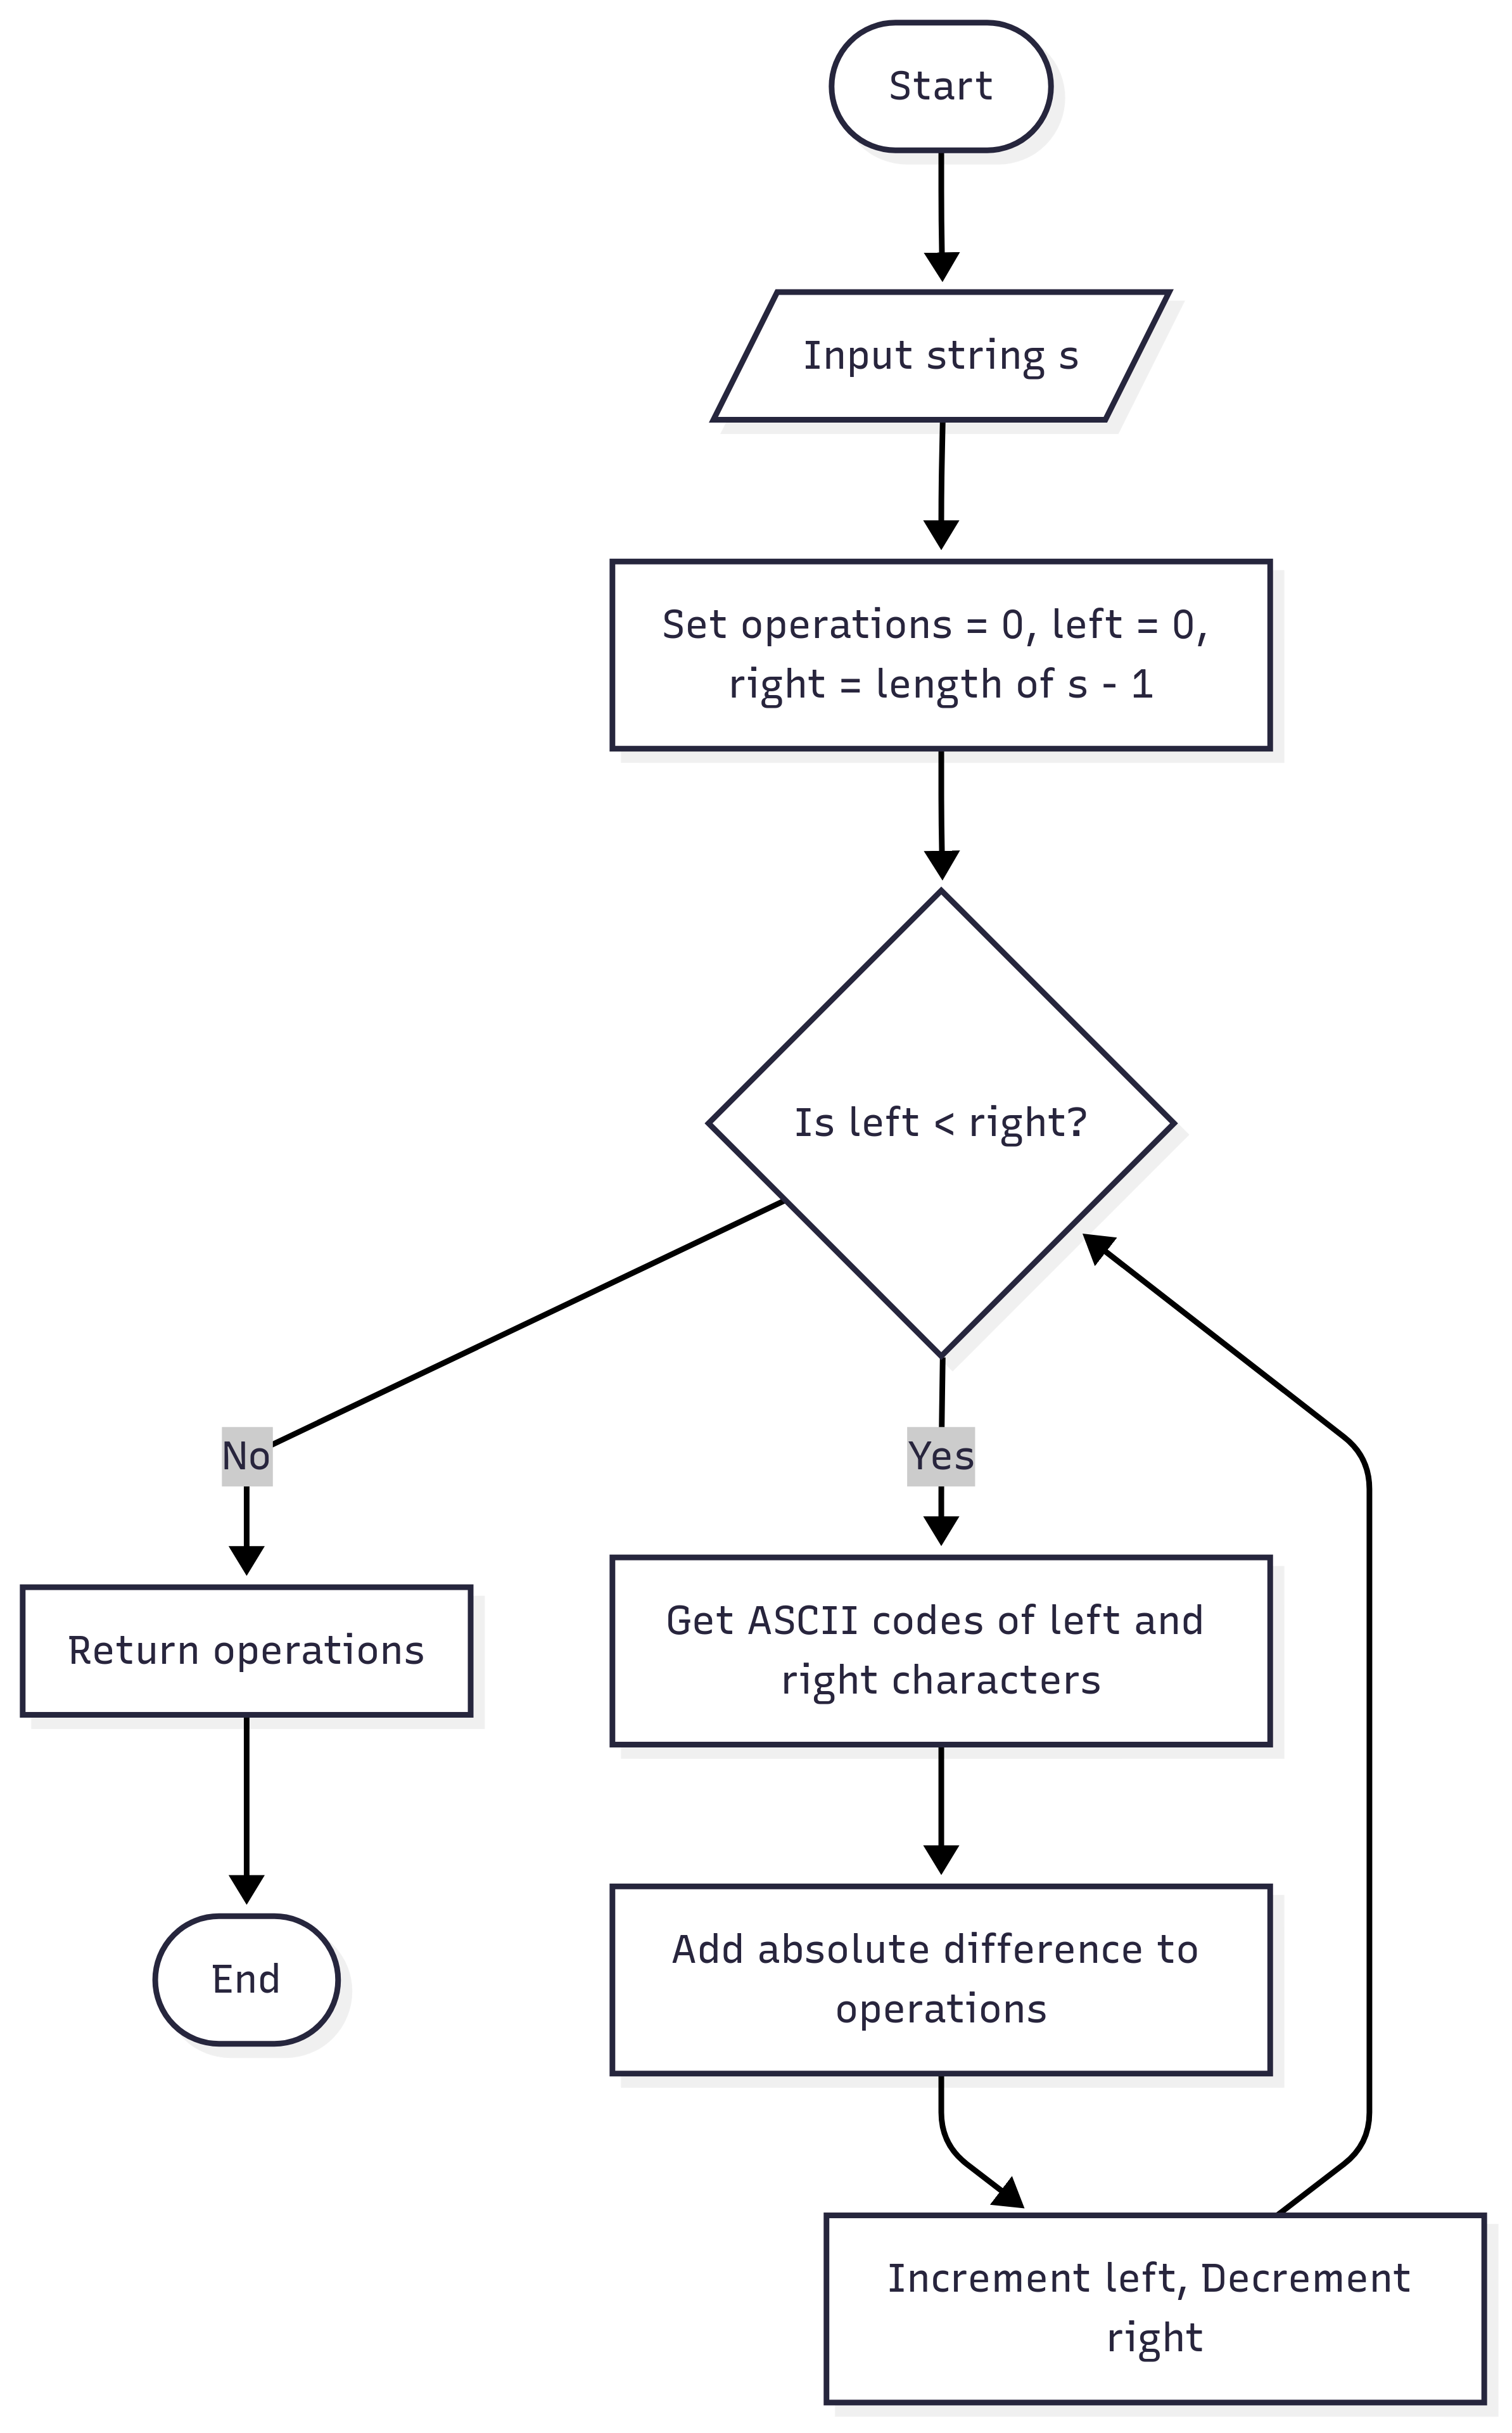 Start
Input string s
Set operations = 0, left = 0,
right = length of s - 1
Is left < right?
No
Yes
Return operations
Get ASCII codes of left and
right characters
Add absolute difference to
operations
End
Increment left, Decrement
right